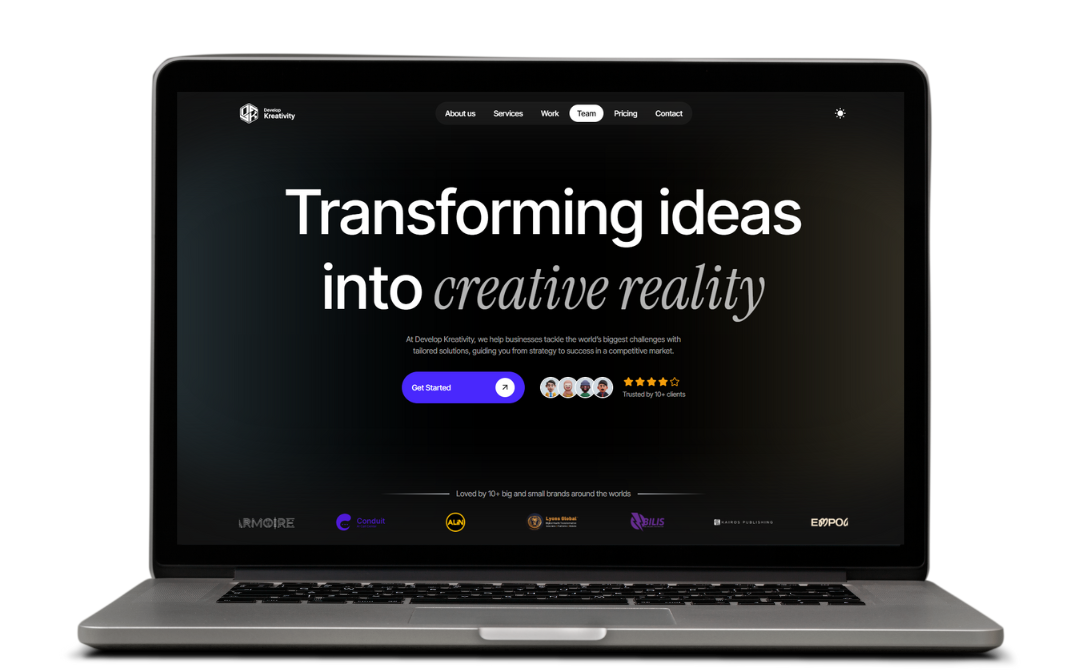 Develop
Kreativity
About us Services Work Team Pricing Contact
Transforming ideas
into creative reality
At Develop Kreativity, we help businesses tackle the world's biggest challenges with
tailored solutions, guiding you from strategy to success in a competitive market.
Get Started
Trusted by 10+ clients
Loved by 10+ big and small brands around the worlds
Conduit
Lyons Global
BILIS
KAIROS PUBLISHING